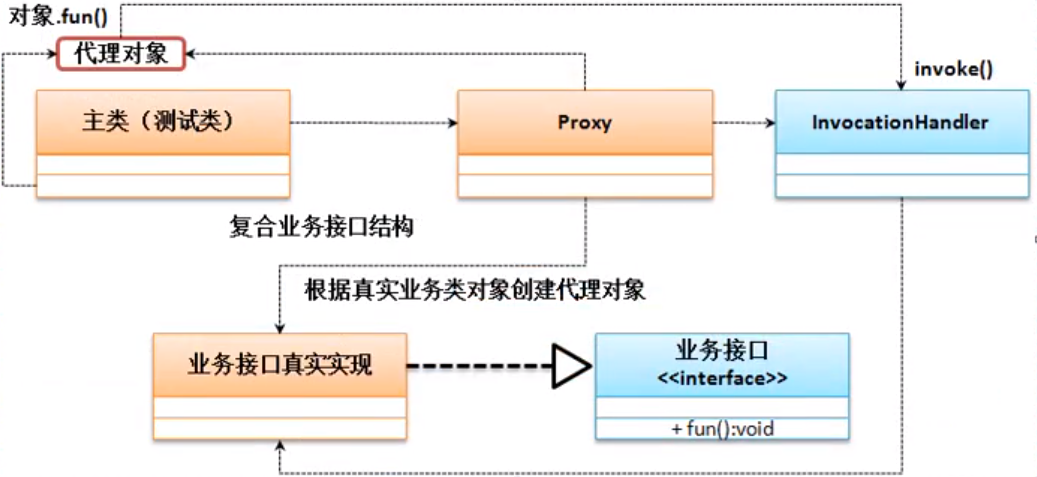 对象.fun()
代理对象
invoke()
主类（测试类）
Proxy
InvocationHandler
复合业务接口结构
根据真实业务类对象创建代理对象
业务接口真实实现
业务接口
<<interface>>
+ fun():void